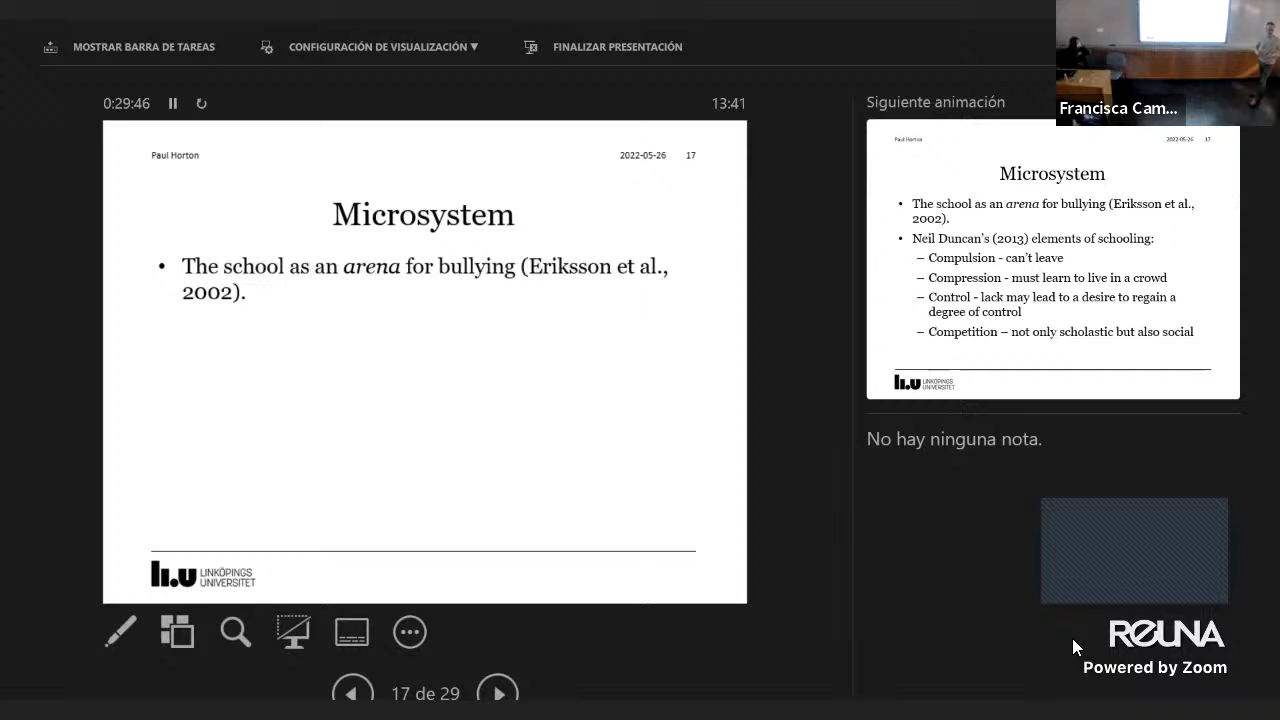 MOSTRAR BARRA DE TAREAS
CONFIGURACIÓN DE VISUALIZACIÓN ▼
FINALIZAR PRESENTACIÓN
Francisca Cam...
0:29:46
13:41
Paul Horton
2022-05-26 17
Microsystem
• The school as an arena for bullying (Eriksson et al.,
2002).
LINKÖPINGS
UNIVERSITET
17 de 29
Siguiente animación
Paul Horton
2022-05-26 17
Microsystem
• The school as an arena for bullying (Eriksson et al.,
2002).
• Neil Duncan's (2013) elements of schooling:
– Compulsion - can't leave
– Compression - must learn to live in a crowd
– Control - lack may lead to a desire to regain a
degree of control
– Competition – not only scholastic but also social
LINKÖPINGS
UNIVERSITET
No hay ninguna nota.
REUNA
Powered by Zoom